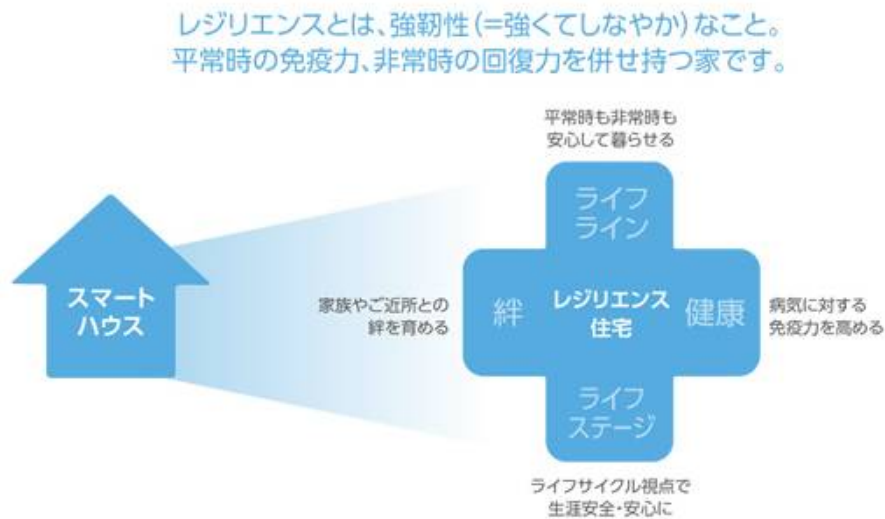 レジリエンスとは、強靭性(=強くてしなやか)なこと。
平常時の免疫力、非常時の回復力を併せ持つ家です。
平常時も非常時も
安心して暮らせる
ライフ
ライン
スマート
ハウス
家族やご近所との
絆を育める
絆
レジリエンス
住宅
健康
病気に対する
免疫力を高める
ライフ
ステージ
ライフサイクル視点で
生涯安全・安心に